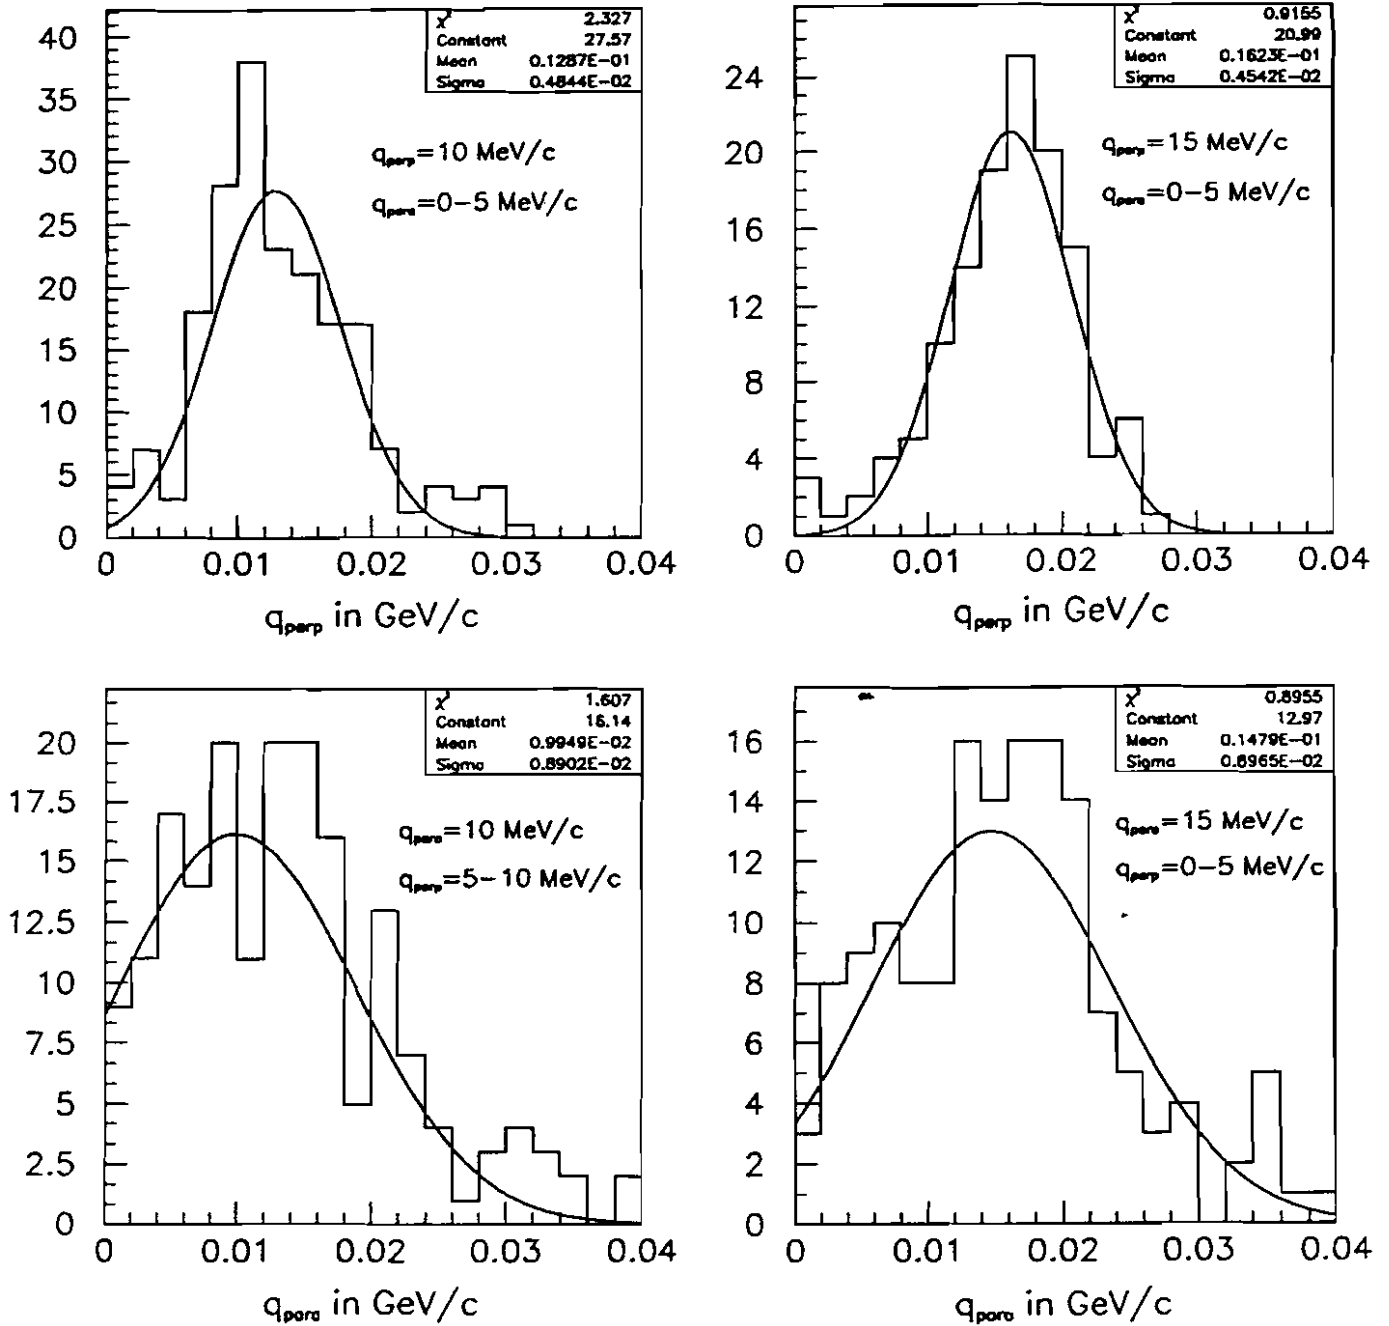 χ² 2.327
Constant 27.57
Mean 0.1287E-01
Sigma 0.4844E-02
q_perp=10 MeV/c
q_para=0-5 MeV/c
40
35
30
25
20
15
10
5
0
0 0.01 0.02 0.03 0.04
q_perp in GeV/c
χ² 0.9155
Constant 20.99
Mean 0.1623E-01
Sigma 0.4542E-02
q_perp=15 MeV/c
q_para=0-5 MeV/c
24
20
16
12
8
4
0
0 0.01 0.02 0.03 0.04
q_perp in GeV/c
χ² 1.607
Constant 16.14
Mean 0.9949E-02
Sigma 0.8902E-02
q_para=10 MeV/c
q_perp=5-10 MeV/c
20
17.5
15
12.5
10
7.5
5
2.5
0
0 0.01 0.02 0.03 0.04
q_para in GeV/c
χ² 0.8955
Constant 12.97
Mean 0.1479E-01
Sigma 0.8965E-02
q_para=15 MeV/c
q_perp=0-5 MeV/c
16
14
12
10
8
6
4
2
0
0 0.01 0.02 0.03 0.04
q_para in GeV/c